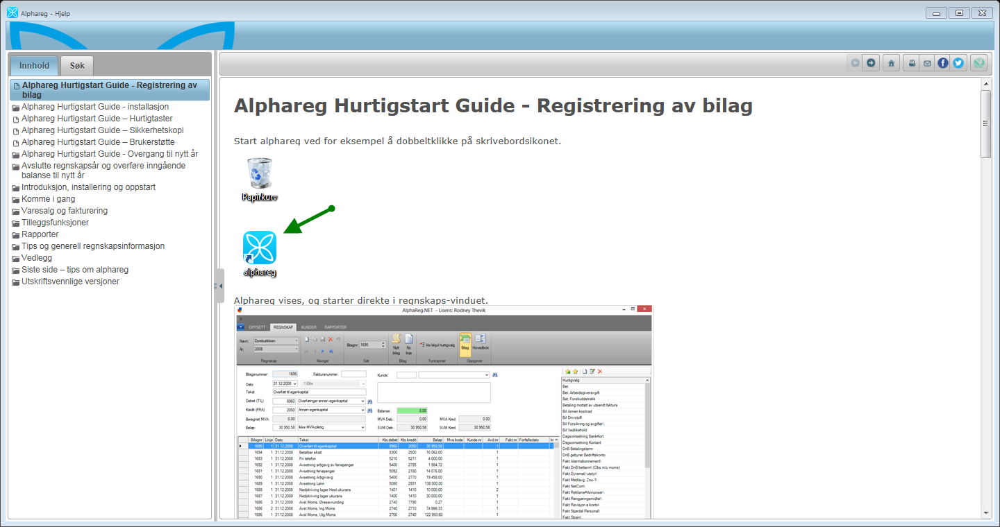 Alphareg - Hjelp
Innhold
Søk
Alphareg Hurtigstart Guide - Registrering av
bilag
Alphareg Hurtigstart Guide - installasjon
Alphareg Hurtigstart Guide – Hurtigtaster
Alphareg Hurtigstart Guide – Sikkerhetskopi
Alphareg Hurtigstart Guide – Brukerstøtte
Alphareg Hurtigstart Guide - Overgang til nytt år
Avslutte regnskapsår og overføre inngående
balanse til nytt år
Introduksjon, installering og oppstart
Komme i gang
Varesalg og fakturering
Tilleggsfunksjoner
Rapporter
Tips og generell regnskapsinformasjon
Vedlegg
Siste side – tips om alphareg
Utskriftsvennlige versjoner
Alphareg Hurtigstart Guide - Registrering av bilag
Start alphareg ved for eksempel å dobbeltklikke på skrivebordsikonet.
Papirkurv
alphareg
Alphareg vises, og starter direkte i regnskaps-vinduet.
AlphaReg.NET - Lisens: Rodney Thevik
OPPSETT REGNSKAP KUNDER RAPPORTER
Navn: Dyrebutikken
År: 2008
Bilagnr: 1695
Nytt bilag
Ny linje
Vis/skjul hurtigvalg
Bilag
Hovedbok
Regnskap Naviger Søk Bilag Funksjoner Oppgaver
Bilagsnummer: 1695 Fakturanummer: Kunde:
Dato 31.12.2008 1 Elite
Tekst Overført til egenkapital
Debet (TIL) 8960 Overføringer annen egenkapital
Kredit (FRA) 2050 Annen egenkapital Balanse: 0,00
Beregnet MVA: 0,00 MVA Deb.: 0,00 MVA Kred. 0,00
Beløp: 30 950,58 Ikke MVA-pliktig SUM Deb.: 30 950,58 SUM Kred. 30 950,58
Bilagnr Linje Dato Tekst Kto.debet Kto.kredit Beløp Mva.kode Kunde.nr Avd.nr Fakt.nr Forfallsdato
1695 1 31.12.2008 Overført til egenkapital 8960 2050 30 950,58 1
1694 1 31.12.2008 Betalbar skatt 8300 2500 16 062,00 1
1693 1 31.12.2008 Fri telefon 5210 5211 4 000,00 1
1692 1 31.12.2008 Avsetning arbgavg av feriepenger 5400 2785 1 984,72 1
1691 1 31.12.2008 Avsetning feriepenger 5092 2180 14 076,00 1
1690 1 31.12.2008 Avsetning Arbgivavg 5400 2770 19 458,00 1
1689 1 31.12.2008 Avsetning Lønn 5090 2931 138 000,00 1
1688 1 31.12.2008 Nedskriving lager Hest ukurans 1401 1410 10 000,00 2
1687 1 31.12.2008 Nedskriving lager ukurans 1400 1410 30 000,00 1
1686 3 31.12.2008 Avsl.Moms, Øresavrunding 2740 7790 0,27 1
1686 2 31.12.2008 Avsl.Moms, Ing.Moms 2740 2710 74 866,33 1
1686 1 31.12.2008 Avsl.Moms, Utg.Moms 2700 2740 122 993,60 1
Hurtigvalg
Bet.
Bet. Arbeidsgiveravgift
Bet. Forskuddstrekk
Betaling mottatt av utsendt faktura
Bil Annen kostnad
Bil Drivstoff
Bil Forsikring og avgifter\
Bil Vedlikehold
Dagsomsetning BankKort
Dagsomsetning Kontant
DnB Betalingsterm
DnB gebyrer Bedriftskonto
Fakt Alarmabonnement\
Fakt DnB betterm\ (Obs m/u moms)
Fakt Dyremat/-utstyr\
Fakt Medlavg. Zoo-1\
Fakt NetCom\
Fakt Reklame#Annonser\
Fakt Rengjøringsmidler\
Fakt Revisjon a konto\
Fakt Stjørdal Personal\
Fakt Strøm\